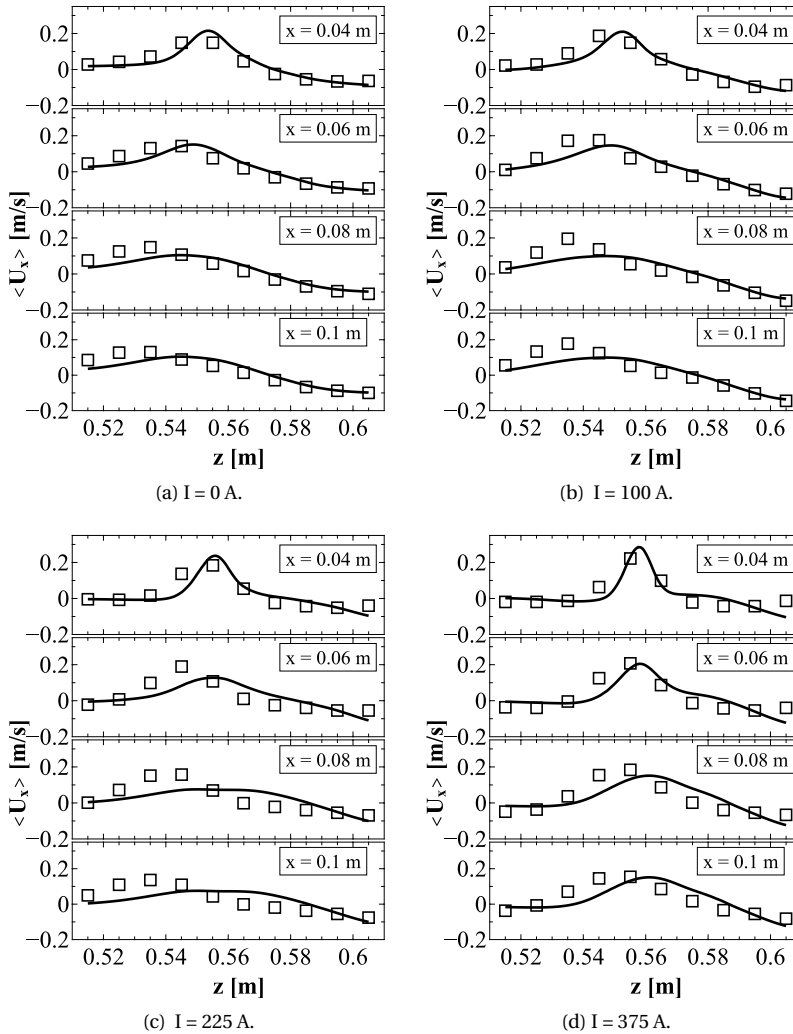 0.2
0
−0.2
x = 0.04 m
0.2
0
−0.2
x = 0.06 m
0.2
0
−0.2
x = 0.08 m
0.2
0
−0.2
x = 0.1 m
<U_x> [m/s]
0.52 0.54 0.56 0.58 0.6
z [m]
(a) I = 0 A.
0.2
0
−0.2
x = 0.04 m
0.2
0
−0.2
x = 0.06 m
0.2
0
−0.2
x = 0.08 m
0.2
0
−0.2
x = 0.1 m
<U_x> [m/s]
0.52 0.54 0.56 0.58 0.6
z [m]
(b) I = 100 A.
0.2
0
−0.2
x = 0.04 m
0.2
0
−0.2
x = 0.06 m
0.2
0
−0.2
x = 0.08 m
0.2
0
−0.2
x = 0.1 m
<U_x> [m/s]
0.52 0.54 0.56 0.58 0.6
z [m]
(c) I = 225 A.
0.2
0
−0.2
x = 0.04 m
0.2
0
−0.2
x = 0.06 m
0.2
0
−0.2
x = 0.08 m
0.2
0
−0.2
x = 0.1 m
<U_x> [m/s]
0.52 0.54 0.56 0.58 0.6
z [m]
(d) I = 375 A.